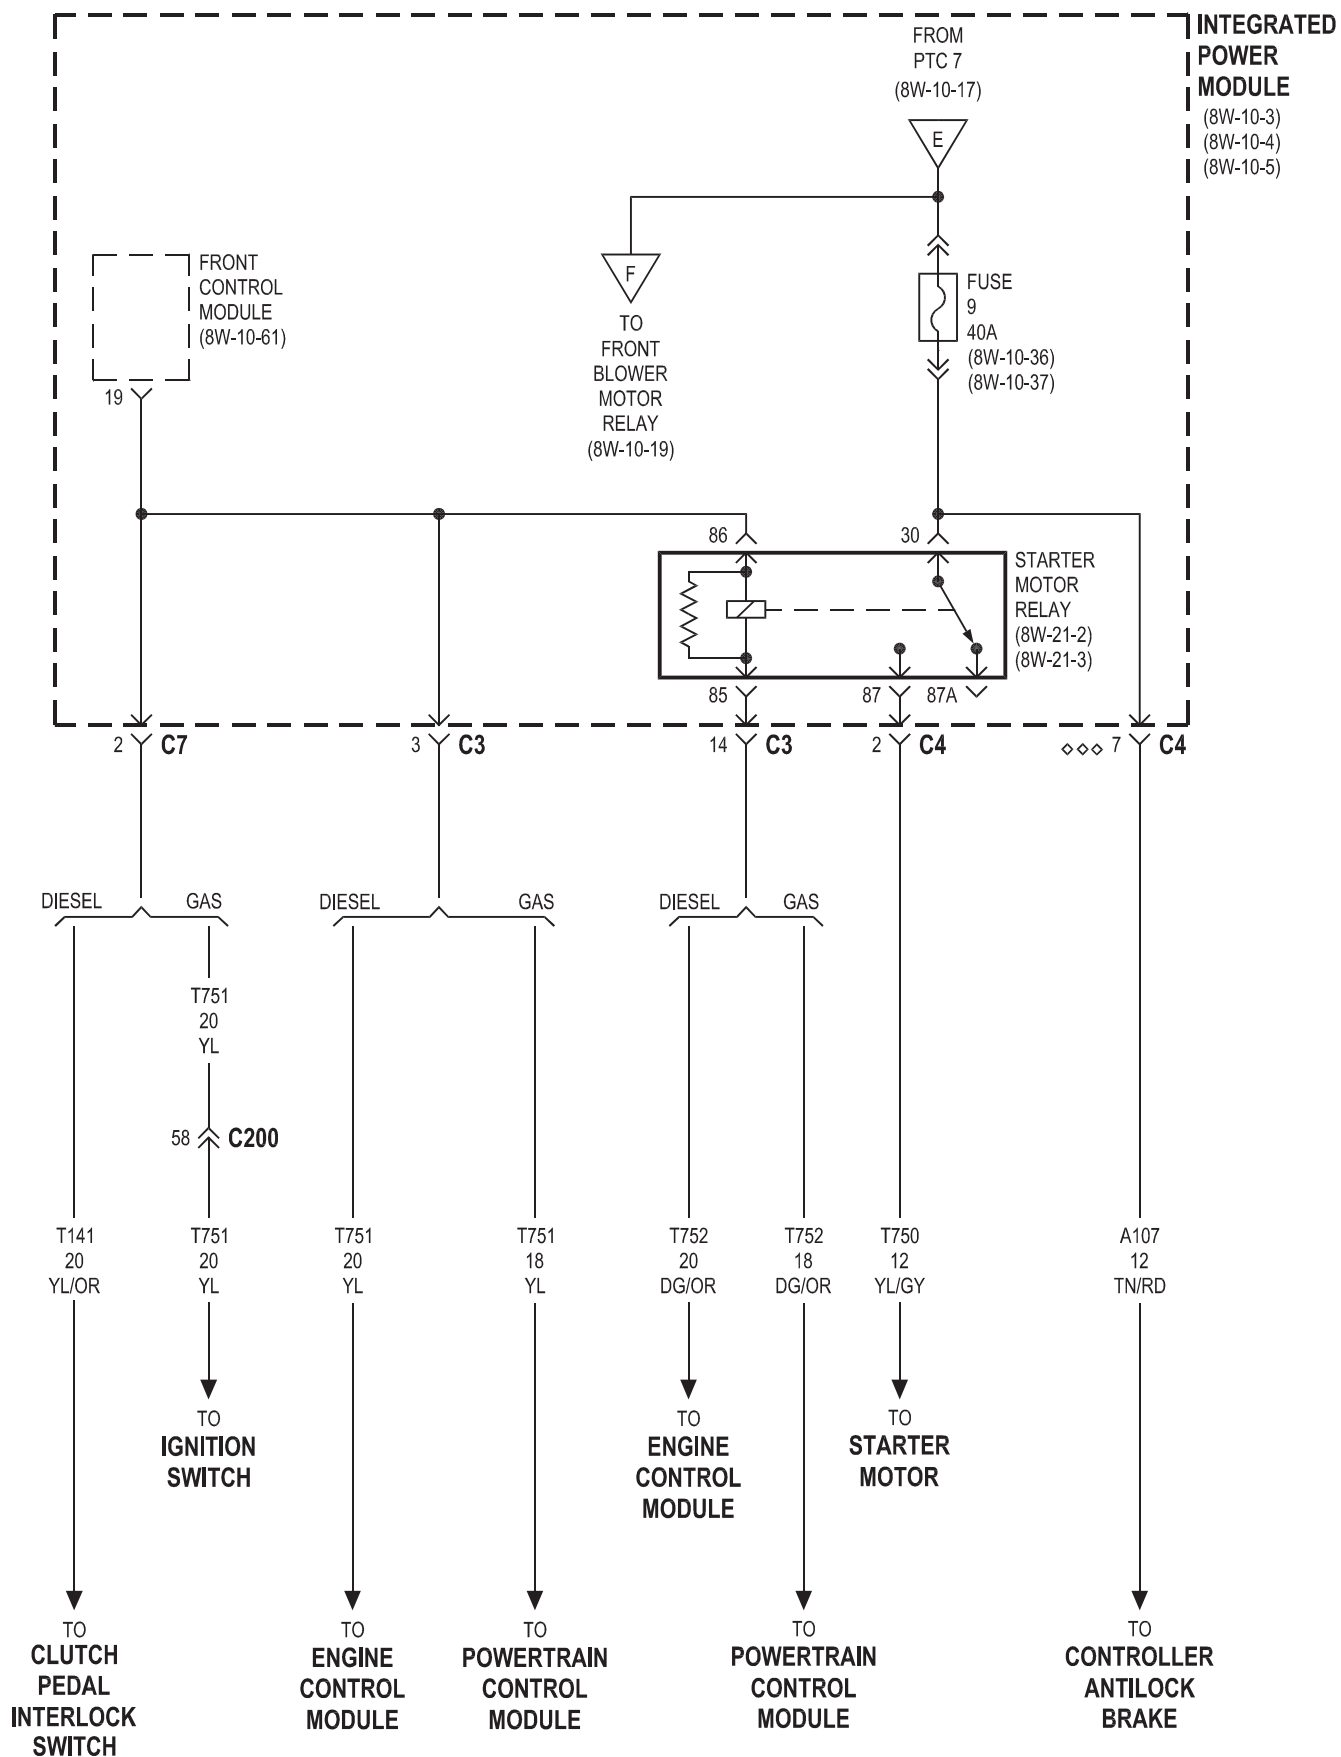 INTEGRATED
POWER
MODULE
(8W-10-3)
(8W-10-4)
(8W-10-5)
FROM
PTC 7
(8W-10-17)
E
F
TO
FRONT
BLOWER
MOTOR
RELAY
(8W-10-19)
FUSE
9
40A
(8W-10-36)
(8W-10-37)
FRONT
CONTROL
MODULE
(8W-10-61)
19
86
30
STARTER
MOTOR
RELAY
(8W-21-2)
(8W-21-3)
85
87
87A
2 C7
3 C3
14 C3
2 C4
7 C4
DIESEL GAS
DIESEL GAS
DIESEL GAS
T751
20
YL
58 C200
T141
20
YL/OR
T751
20
YL
T751
20
YL
T751
18
YL
T752
20
DG/OR
T752
18
DG/OR
T750
12
YL/GY
A107
12
TN/RD
TO
IGNITION
SWITCH
TO
ENGINE
CONTROL
MODULE
TO
STARTER
MOTOR
TO
CLUTCH
PEDAL
INTERLOCK
SWITCH
TO
ENGINE
CONTROL
MODULE
TO
POWERTRAIN
CONTROL
MODULE
TO
POWERTRAIN
CONTROL
MODULE
TO
CONTROLLER
ANTILOCK
BRAKE